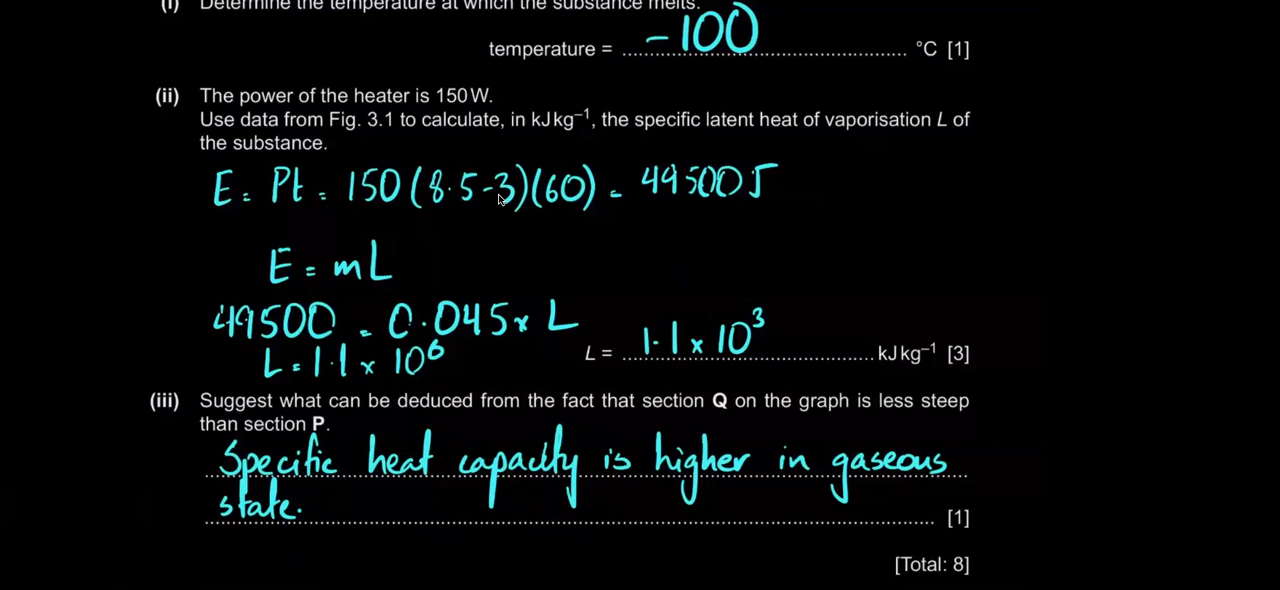 (i) Determine the temperature at which the substance melts.
temperature = – 100 °C [1]
(ii) The power of the heater is 150 W.
Use data from Fig. 3.1 to calculate, in kJ kg⁻¹, the specific latent heat of vaporisation L of
the substance.
E = Pt = 150 (8.5-3)(60) = 49500 J
E = mL
49500 = 0.045 x L
L = 1.1 x 10⁶
L = 1.1 x 10³ kJ kg⁻¹ [3]
(iii) Suggest what can be deduced from the fact that section Q on the graph is less steep
than section P.
Specific heat capacity is higher in gaseous
state.
[1]
[Total: 8]